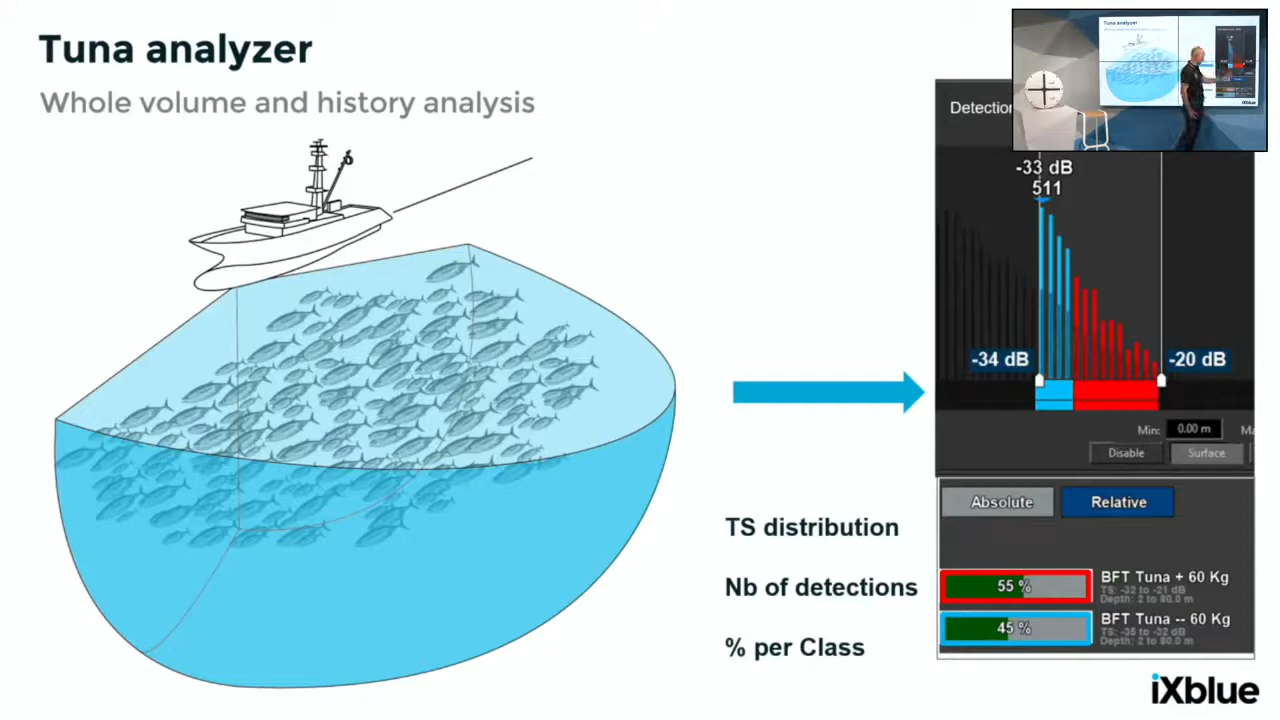 Tuna analyzer
Whole volume and history analysis
Detection
-33 dB
511
-34 dB
-20 dB
Min: 0.00 m
Disable
Surface
Absolute
Relative
TS distribution
Nb of detections
% per Class
55 %
BFT Tuna + 60 Kg
TS: -32 to -21 dB
Depth: 2 to 80.0 m
45 %
BFT Tuna -- 60 Kg
TS: -35 to -32 dB
Depth: 2 to 80.0 m
iXblue
Tuna analyzer
iXblue